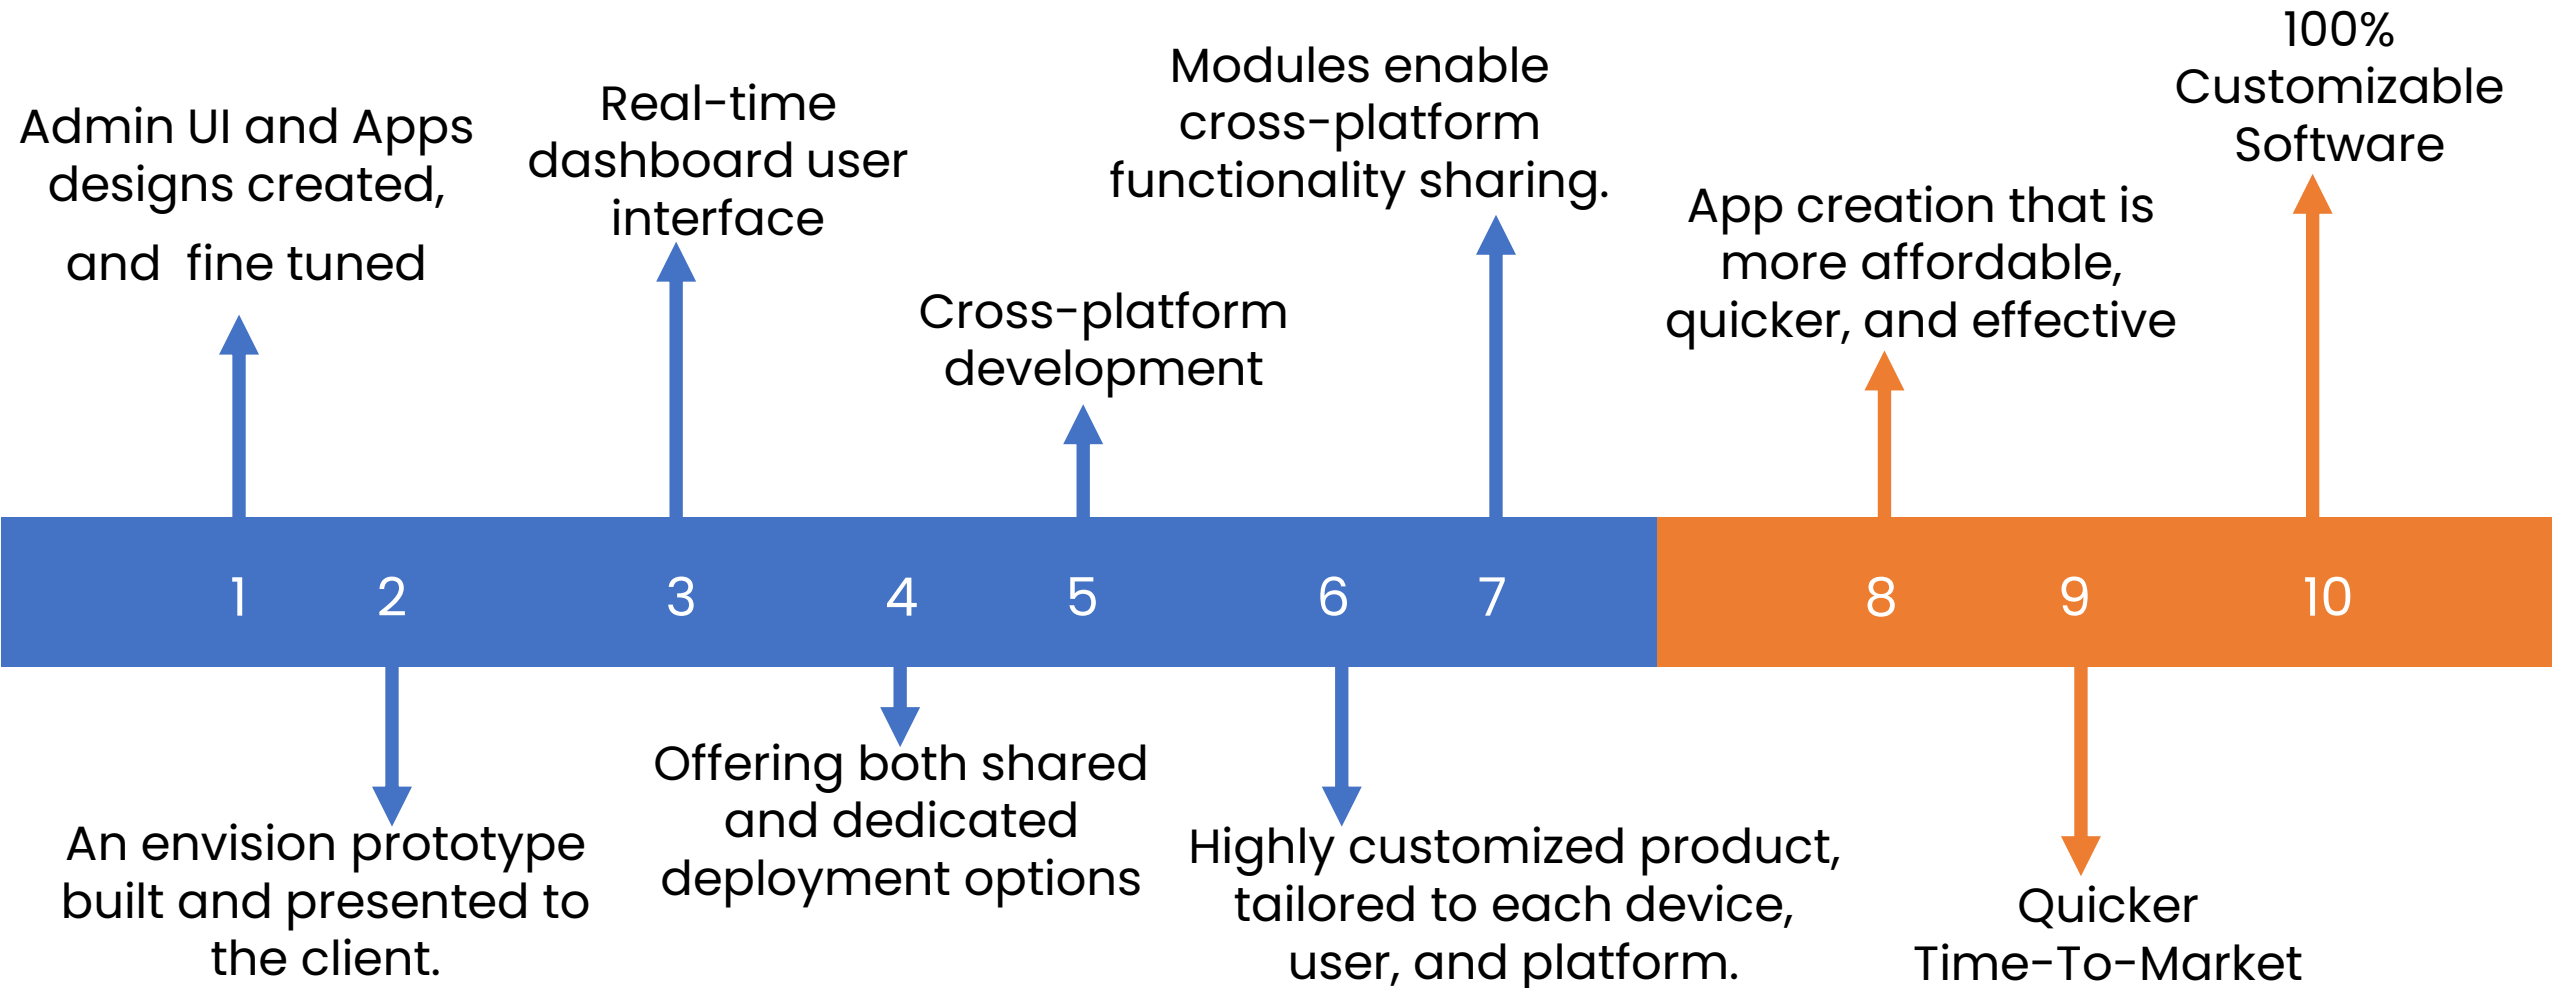 100%
Customizable
Software
Modules enable
cross-platform
functionality sharing.
Real-time
dashboard user
interface
Admin UI and Apps
designs created,
and  fine tuned
App creation that is
more affordable,
quicker, and effective
Cross-platform
development
1 2 3 4 5 6 7 8 9 10
An envision prototype
built and presented to
the client.
Offering both shared
and dedicated
deployment options
Highly customized product,
tailored to each device,
user, and platform.
Quicker
Time-To-Market